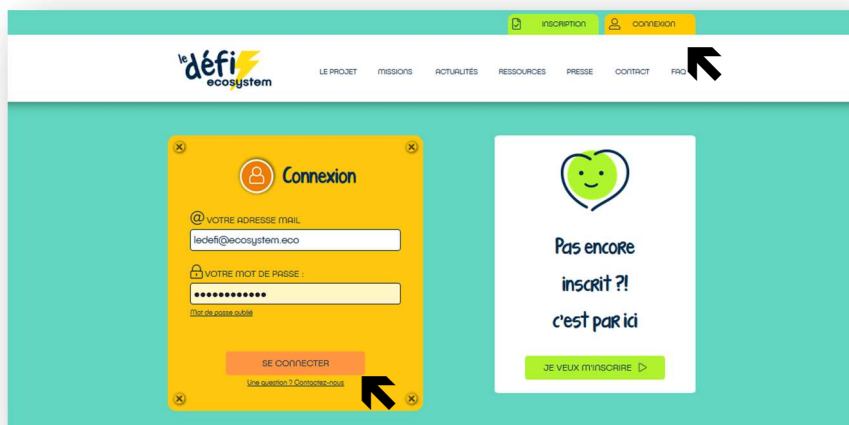 INSCRIPTION
CONNEXION
le défi
ecosystem
LE PROJET MISSIONS ACTUALITÉS RESSOURCES PRESSE CONTACT FAQ
Connexion
@ VOTRE ADRESSE MAIL
ledefi@ecosystem.eco
VOTRE MOT DE PASSE :
Mot de passe oublié
SE CONNECTER
Une question ? Contactez-nous
Pas encore
inscrit ?!
c'est par ici
JE VEUX M'INSCRIRE